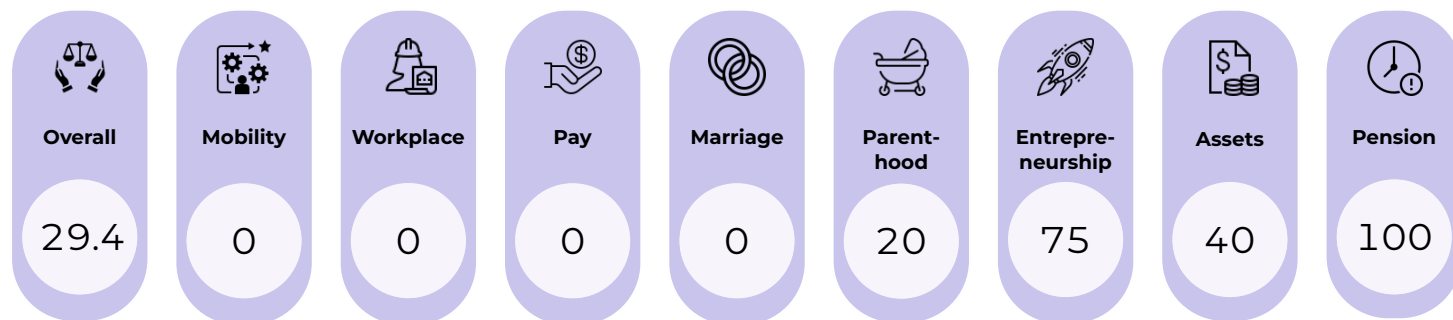 Overall
29.4
Mobility
0
Workplace
0
Pay
$
0
Marriage
0
Parent-
hood
20
Entrepre-
neurship
75
Assets
$
40
Pension
!
100